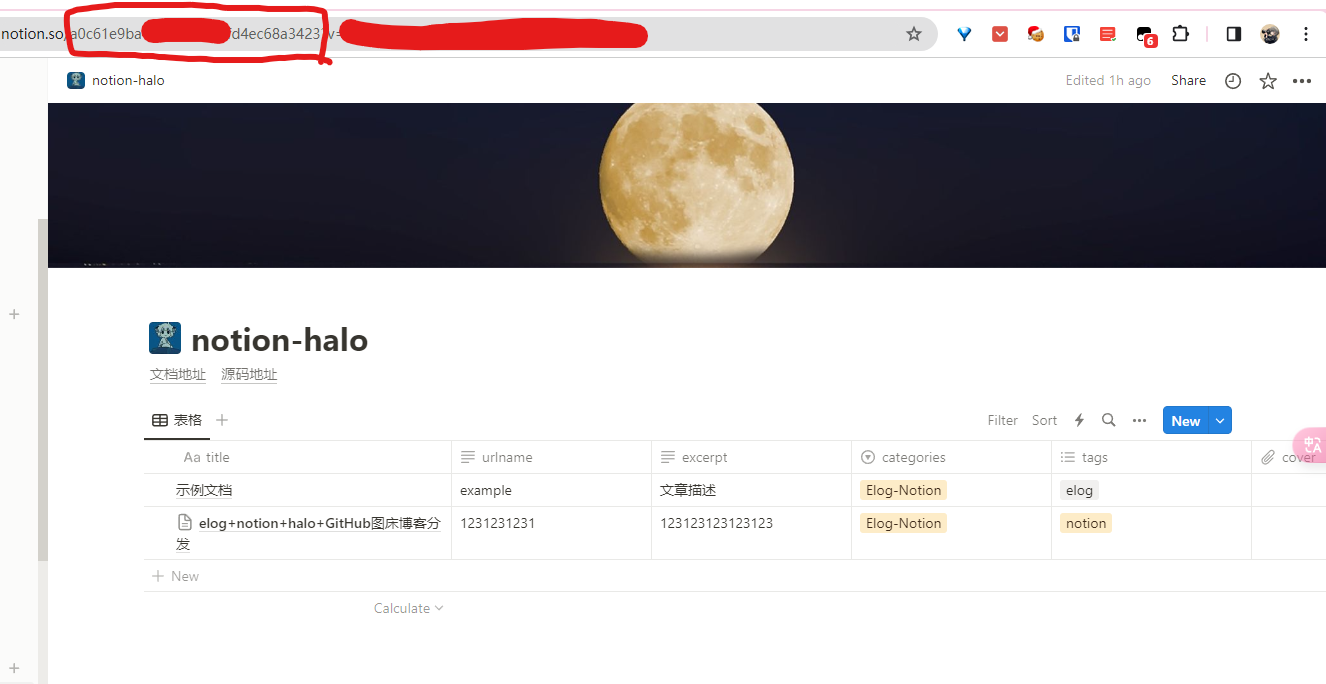 notion.so/a0c61e9ba d4ec68a3423?v=
6
notion-halo
Edited 1h ago Share
notion-halo
文档地址 源码地址
表格
Filter Sort New
Aa title urlname excerpt categories tags cover
示例文档 example 文章描述 Elog-Notion elog
elog+notion+halo+GitHub图床博客分发 1231231231 123123123123123 Elog-Notion notion
New
Calculate